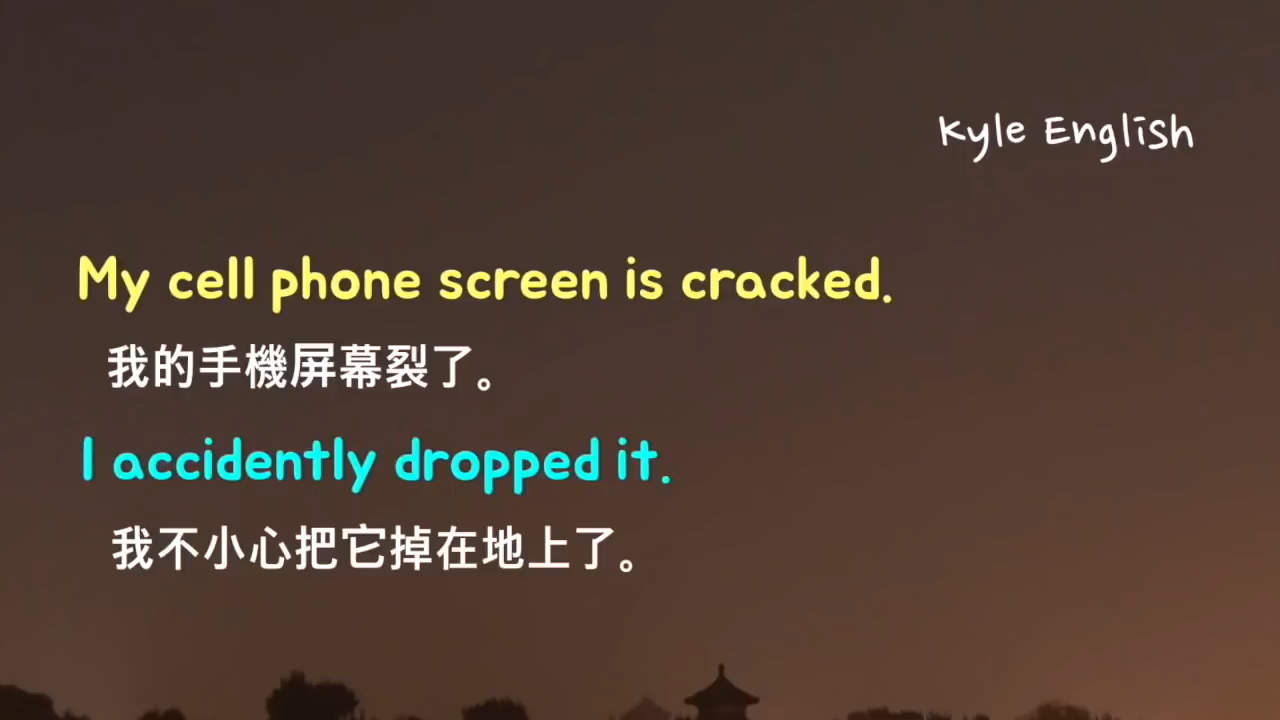 Kyle English
My cell phone screen is cracked.
我的手機屏幕裂了。
I accidently dropped it.
我不小心把它掉在地上了。